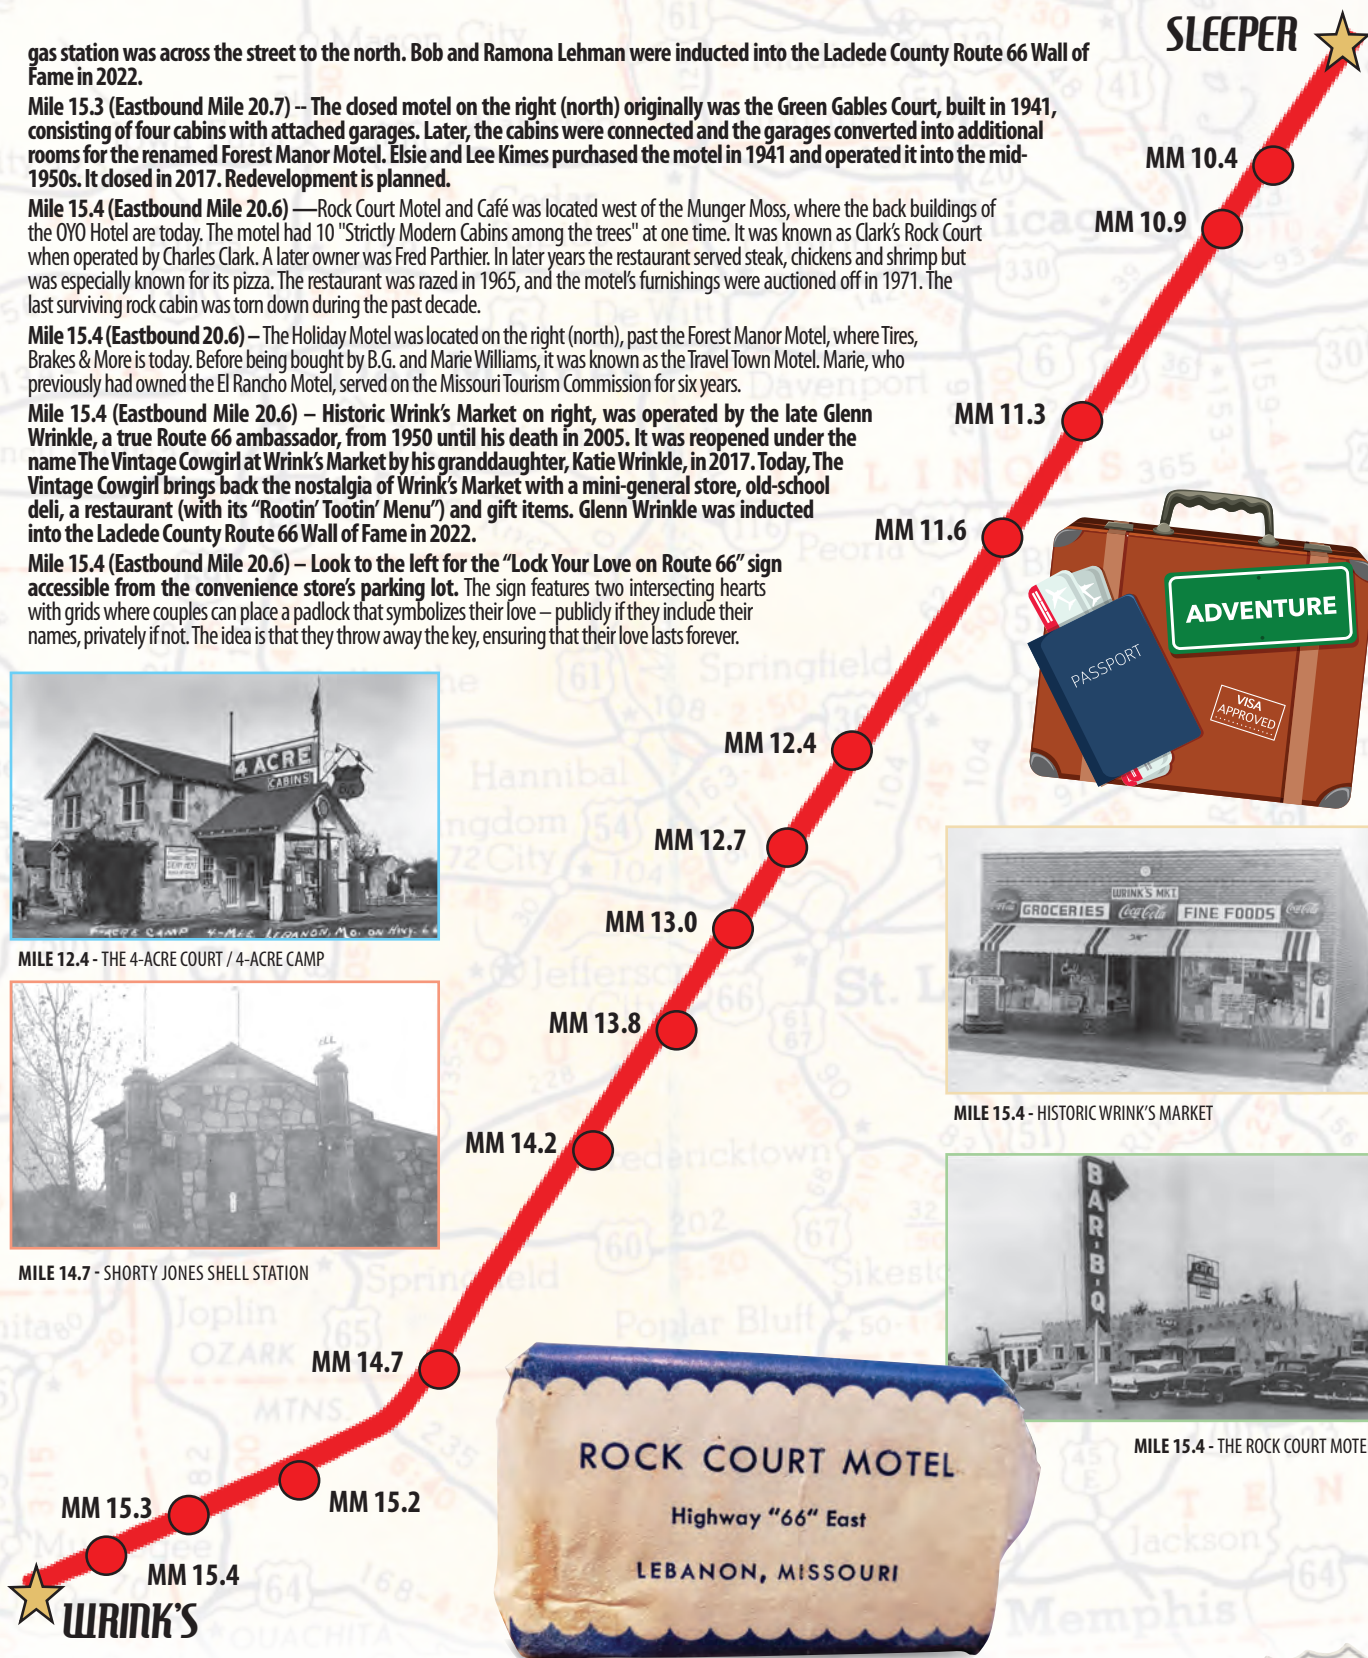 SLEEPER
gas station was across the street to the north. Bob and Ramona Lehman were inducted into the Laclede County Route 66 Wall of
Fame in 2022.
Mile 15.3 (Eastbound Mile 20.7) -- The closed motel on the right (north) originally was the Green Gables Court, built in 1941,
consisting of four cabins with attached garages. Later, the cabins were connected and the garages converted into additional
rooms for the renamed Forest Manor Motel. Elsie and Lee Kimes purchased the motel in 1941 and operated it into the mid-
1950s. It closed in 2017. Redevelopment is planned.
Mile 15.4 (Eastbound Mile 20.6) —Rock Court Motel and Café was located west of the Munger Moss, where the back buildings of
the OYO Hotel are today. The motel had 10 "Strictly Modern Cabins among the trees" at one time. It was known as Clark's Rock Court
when operated by Charles Clark. A later owner was Fred Parthier. In later years the restaurant served steak, chickens and shrimp but
was especially known for its pizza. The restaurant was razed in 1965, and the motel's furnishings were auctioned off in 1971. The
last surviving rock cabin was torn down during the past decade.
Mile 15.4 (Eastbound 20.6) – The Holiday Motel was located on the right (north), past the Forest Manor Motel, where Tires,
Brakes & More is today. Before being bought by B.G. and Marie Williams, it was known as the Travel Town Motel. Marie, who
previously had owned the El Rancho Motel, served on the Missouri Tourism Commission for six years.
Mile 15.4 (Eastbound Mile 20.6) – Historic Wrink's Market on right, was operated by the late Glenn
Wrinkle, a true Route 66 ambassador, from 1950 until his death in 2005. It was reopened under the
name The Vintage Cowgirl at Wrink's Market by his granddaughter, Katie Wrinkle, in 2017. Today, The
Vintage Cowgirl brings back the nostalgia of Wrink's Market with a mini-general store, old-school
deli, a restaurant (with its "Rootin' Tootin' Menu") and gift items. Glenn Wrinkle was inducted
into the Laclede County Route 66 Wall of Fame in 2022.
Mile 15.4 (Eastbound Mile 20.6) – Look to the left for the "Lock Your Love on Route 66" sign
accessible from the convenience store's parking lot. The sign features two intersecting hearts
with grids where couples can place a padlock that symbolizes their love – publicly if they include their
names, privately if not. The idea is that they throw away the key, ensuring that their love lasts forever.
MM 10.4
MM 10.9
MM 11.3
MM 11.6
ADVENTURE
PASSPORT
VISA
APPROVED
MM 12.4
MM 12.7
MM 13.0
MM 13.8
MM 14.2
MM 14.7
MM 15.2
MM 15.3
MM 15.4
WRINK'S
4 ACRE
CABINS
4-ACRE CAMP LEBANON, MO. ON HWY. 66
MILE 12.4 - THE 4-ACRE COURT / 4-ACRE CAMP
MILE 14.7 - SHORTY JONES SHELL STATION
WRINK'S MKT
GROCERIES
Coca-Cola
FINE FOODS
MILE 15.4 - HISTORIC WRINK'S MARKET
BAR-B-Q
MILE 15.4 - THE ROCK COURT MOTE
ROCK COURT MOTEL
Highway "66" East
LEBANON, MISSOURI